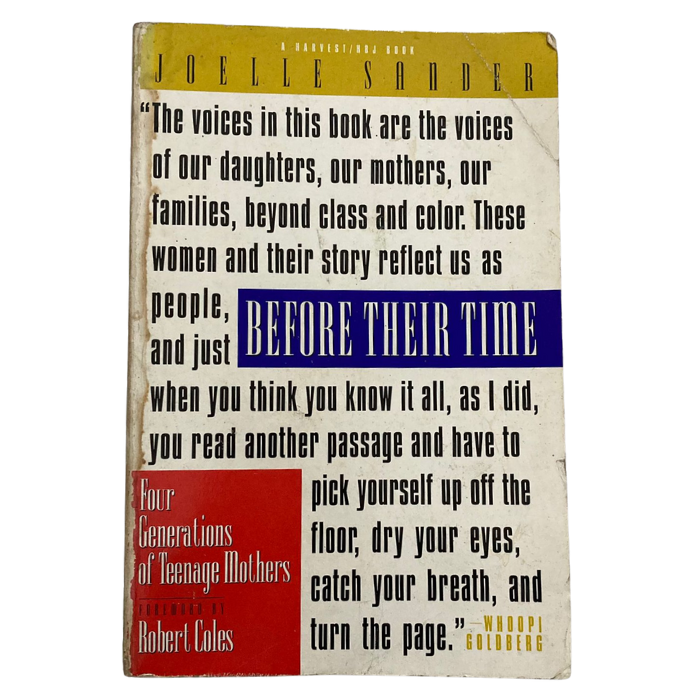 A HARVEST/HBJ BOOK
JOELLE SANDER
"The voices in this book are the voices
of our daughters, our mothers, our
families, beyond class and color. These
women and their story reflect us as
people,
and just
BEFORE THEIR TIME
when you think you know it all, as I did,
you read another passage and have to
pick yourself up off the
floor, dry your eyes,
catch your breath, and
turn the page."
—WHOOPI
GOLDBERG
Four
Generations
of Teenage Mothers
FOREWORD BY
Robert Coles